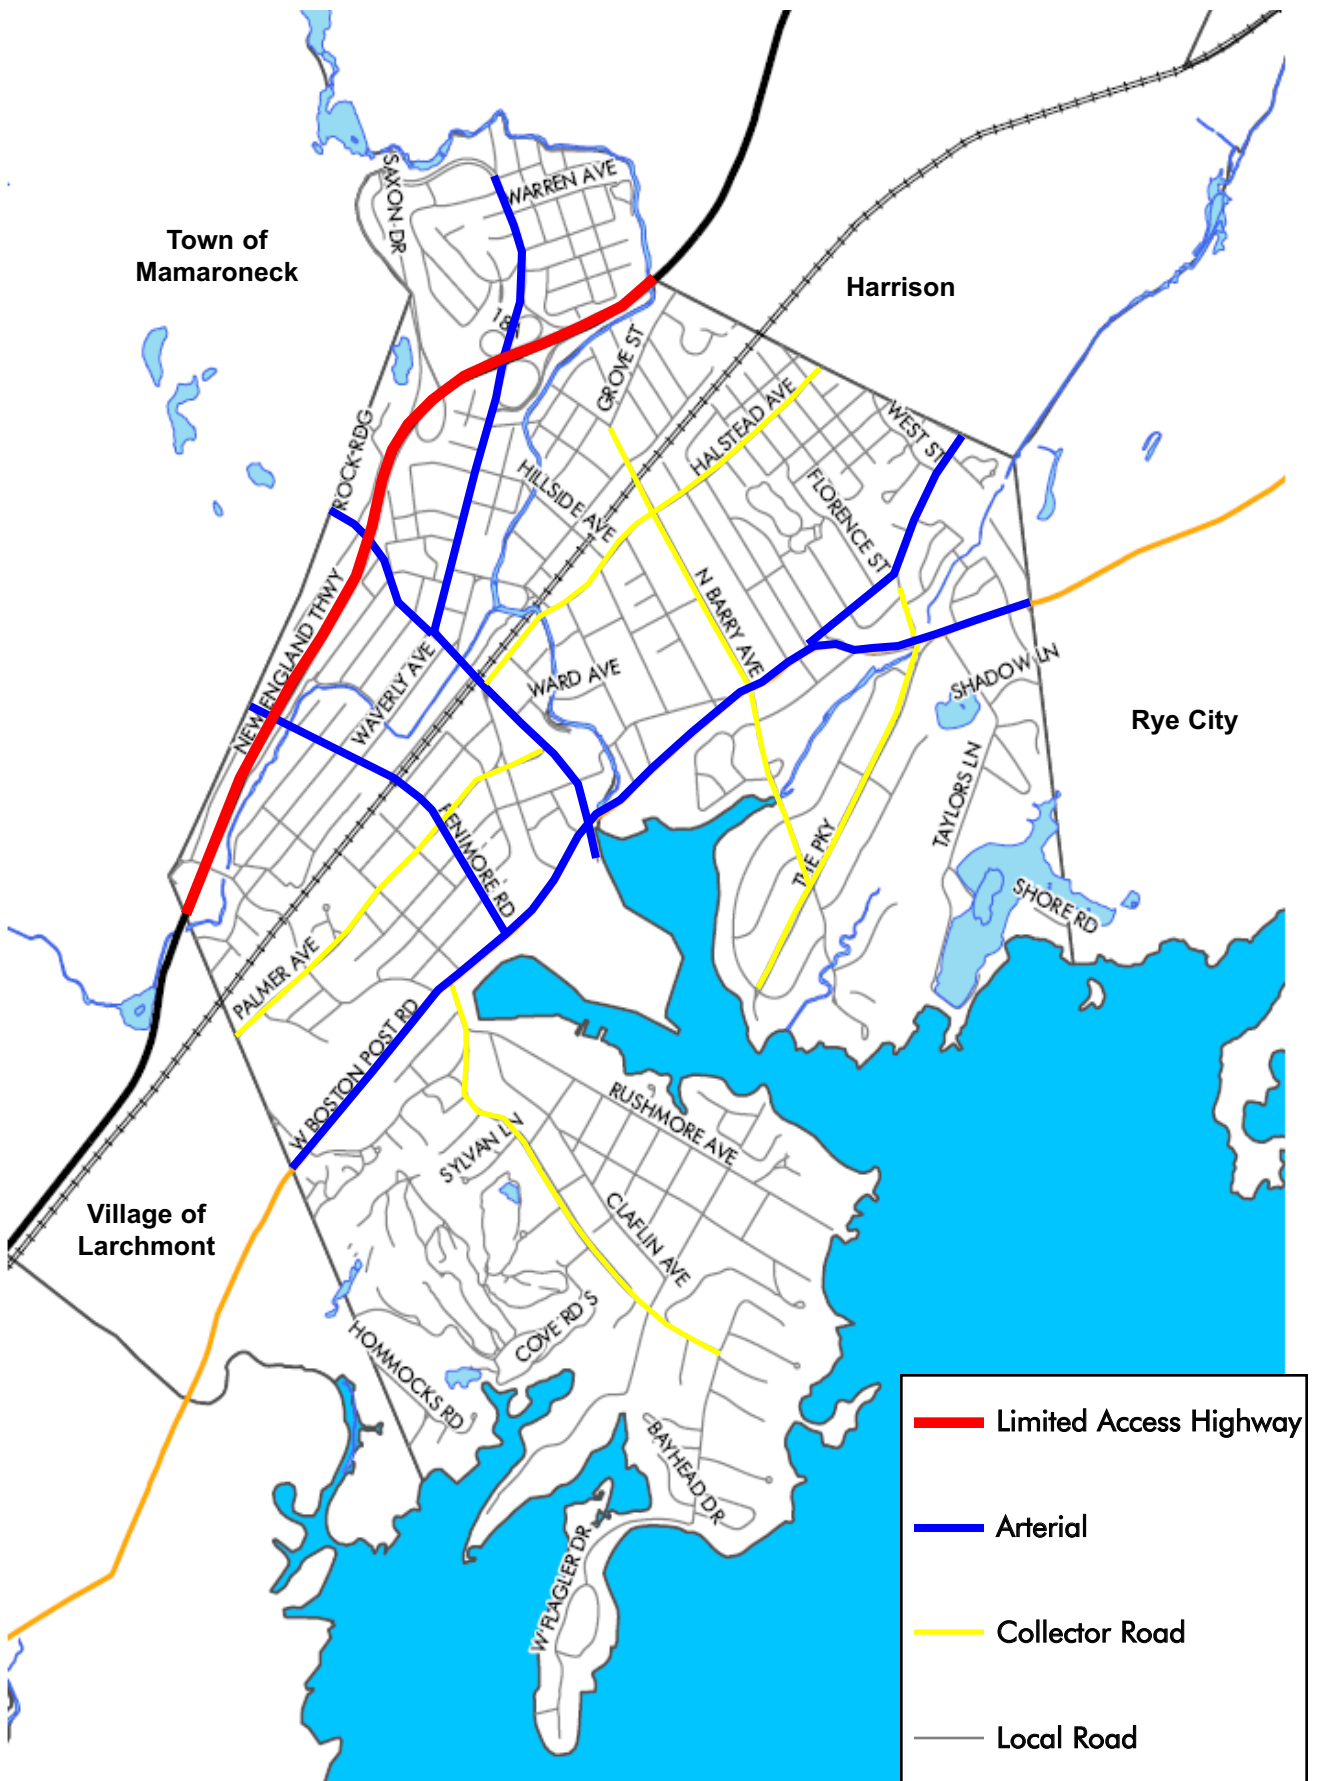 SAXON DR
WARREN AVE
Town of
Mamaroneck
Harrison
181
GROVE ST
HALSTEAD AVE
WEST ST
ROCK RDG
HILLSIDE AVE
FLORENCE ST
NEW ENGLAND THWY
N BARRY AVE
WAVERLY AVE
WARD AVE
SHADOW LN
Rye City
TAYLORS LN
FENIMORE RD
THE PKY
SHORE RD
PALMER AVE
W BOSTON POST RD
RUSHMORE AVE
SYLVAN LN
Village of
Larchmont
CLAFLIN AVE
COVE RD S
HOMMOCKS RD
BAYHEAD DR
W FLAGLER DR
Limited Access Highway
Arterial
Collector Road
Local Road